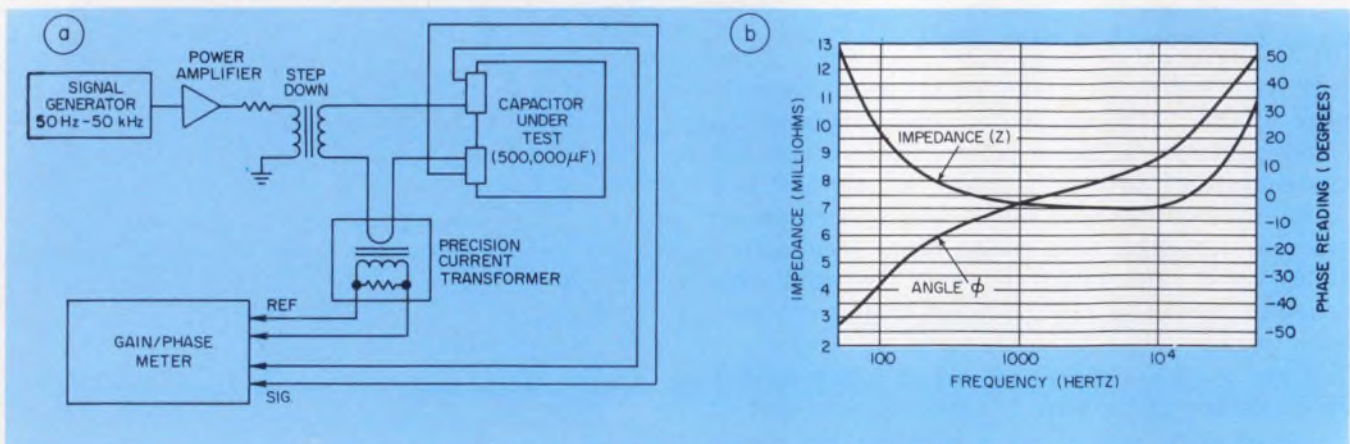 a
SIGNAL
GENERATOR
50 Hz-50 kHz
POWER
AMPLIFIER
STEP
DOWN
CAPACITOR
UNDER
TEST
(500,000µF)
PRECISION
CURRENT
TRANSFORMER
REF
GAIN/PHASE
METER
SIG.
b
IMPEDANCE (MILLIOHMS)
13
12
11
10
9
8
7
6
5
4
3
2
IMPEDANCE (Z)
ANGLE ϕ
50
40
30
20
10
0
-10
-20
-30
-40
-50
PHASE READING (DEGREES)
100 1000 10⁴
FREQUENCY (HERTZ)